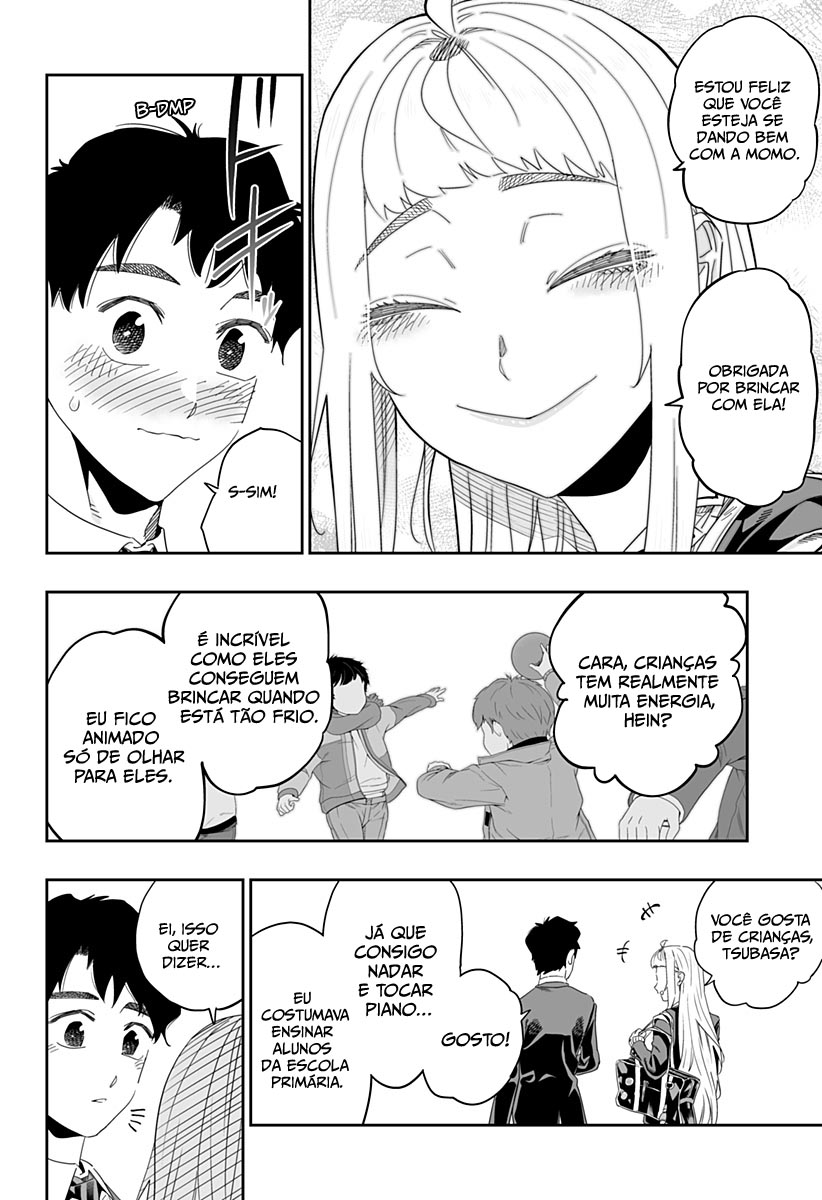 ESTOU FELIZ
QUE VOCÊ
ESTEJA SE
DANDO BEM
COM A MOMO.
OBRIGADA
POR BRINCAR
COM ELA!
B-DMP
ドキ
S-SIM!
CARA, CRIANÇAS
TEM REALMENTE
MUITA ENERGIA,
HEIN?
É INCRÍVEL
COMO ELES
CONSEGUEM
BRINCAR QUANDO
ESTÁ TÃO FRIO.
EU FICO
ANIMADO
SÓ DE OLHAR
PARA ELES.
VOCÊ GOSTA
DE CRIANÇAS,
TSUBASA?
GOSTO!
JÁ QUE
CONSIGO
NADAR
E TOCAR
PIANO...
EU
COSTUMAVA
ENSINAR
ALUNOS
DA ESCOLA
PRIMÁRIA.
EI, ISSO
QUER
DIZER...